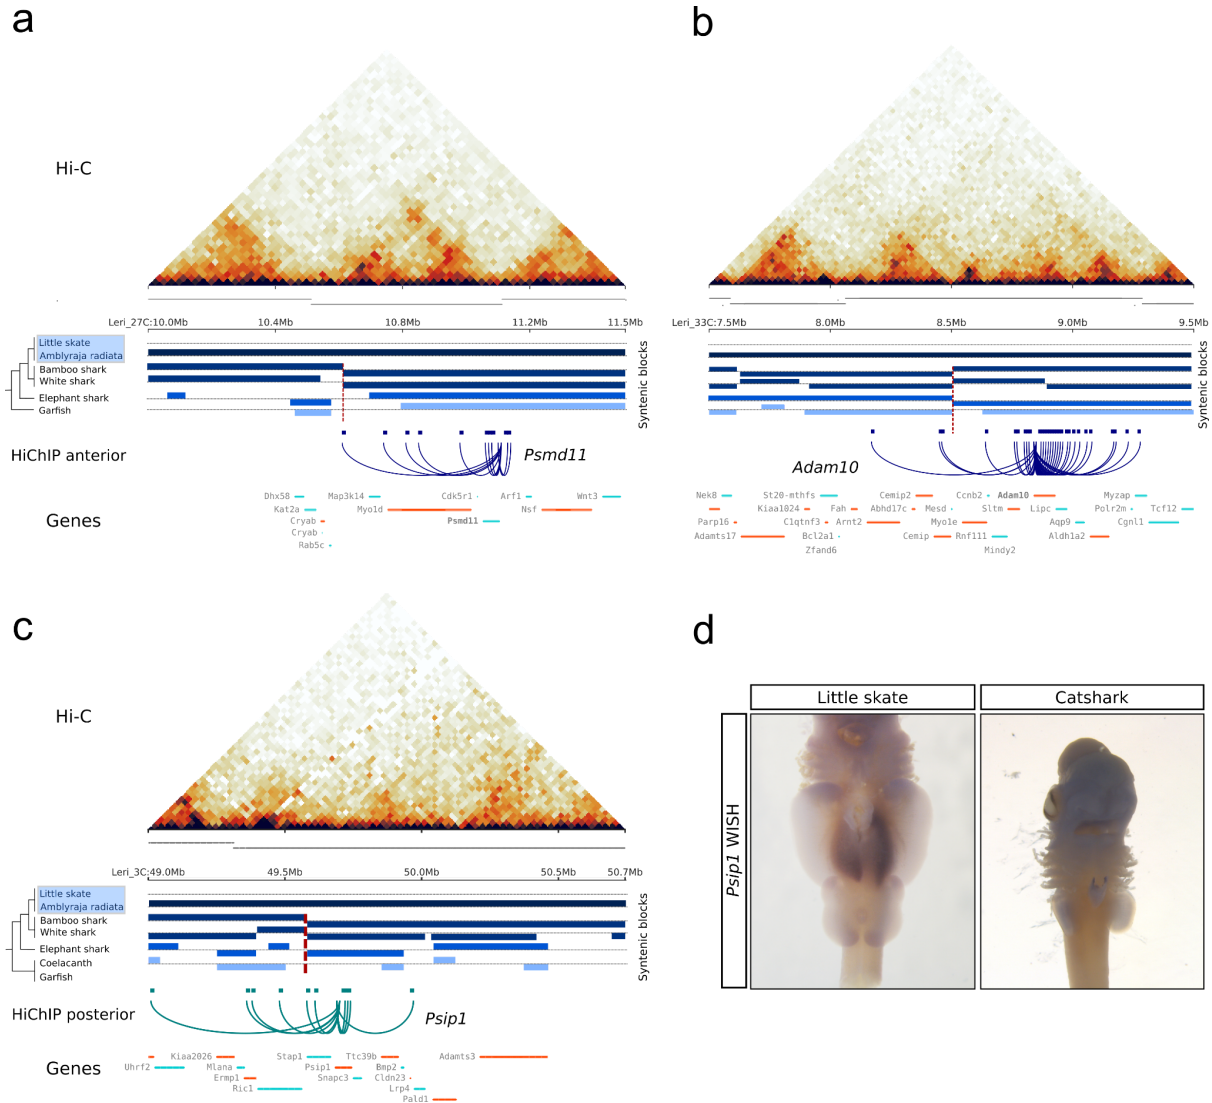 a
Hi-C
Leri_27C:10.0Mb 10.4Mb 10.8Mb 11.2Mb 11.5Mb
Little skate
Amblyraja radiata
Bamboo shark
White shark
Elephant shark
Garfish
Syntenic blocks
HiChIP anterior
Psmd11
Genes
Dhx58 Map3k14 Cdk5r1 Arf1 Wnt3
Kat2a Myo1d Nsf
Cryab Psmd11
Cryab
Rab5c
b
Leri_33C:7.5Mb 8.0Mb 8.5Mb 9.0Mb 9.5Mb
Syntenic blocks
Adam10
Nek8 St20-mthfs Cemip2 Ccnb2 Adam10 Myzap
Kiaa1024 Fah Abhd17c Mesd Sltm Lipc Polr2m Tcf12
Parp16 C1qtnf3 Arnt2 Myo1e Aqp9 Cgnl1
Adamts17 Bcl2a1 Cemip Rnf111 Aldh1a2
Zfand6 Mindy2
c
Hi-C
Leri_3C:49.0Mb 49.5Mb 50.0Mb 50.5Mb 50.7Mb
Little skate
Amblyraja radiata
Bamboo shark
White shark
Elephant shark
Coelacanth
Garfish
Syntenic blocks
HiChIP posterior
Psip1
Genes
Kiaa2026 Stap1 Ttc39b Adamts3
Uhrf2 Mlana Psip1 Bmp2
Ermp1 Snapc3 Cldn23
Ric1 Lrp4
Pald1
d
Little skate Catshark
Psip1 WISH